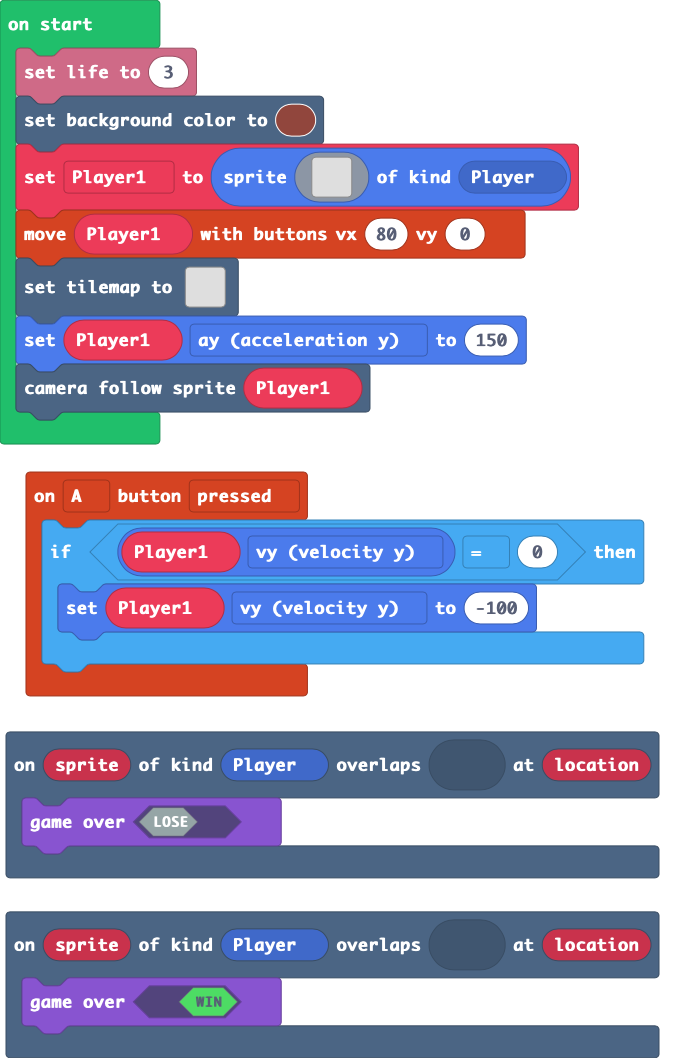 on start
set life to 3
set background color to
set Player1 to sprite of kind Player
move Player1 with buttons vx 80 vy 0
set tilemap to
set Player1 ay (acceleration y) to 150
camera follow sprite Player1
on A button pressed
if Player1 vy (velocity y) = 0 then
set Player1 vy (velocity y) to -100
on sprite of kind Player overlaps at location
game over LOSE
on sprite of kind Player overlaps at location
game over WIN